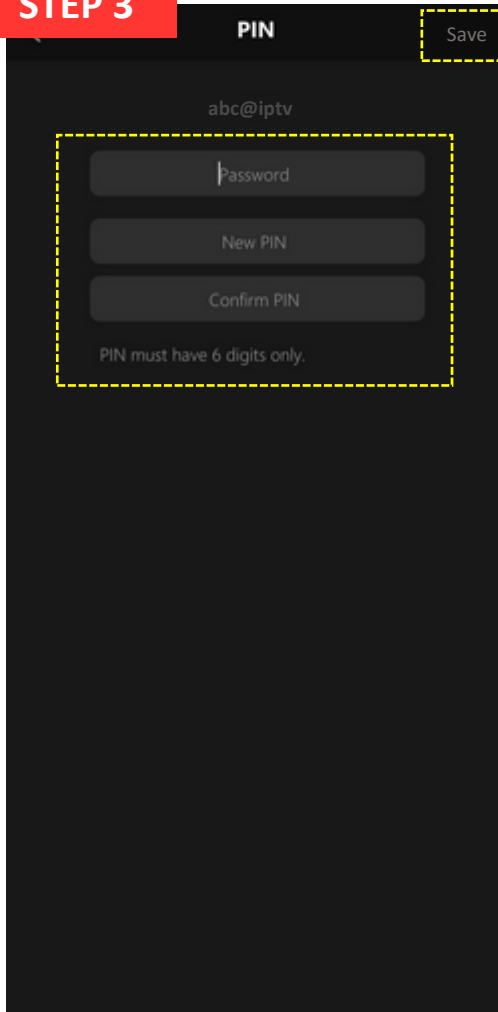 STEP 3
PIN
Save
abc@iptv
Password
New PIN
Confirm PIN
PIN must have 6 digits only.